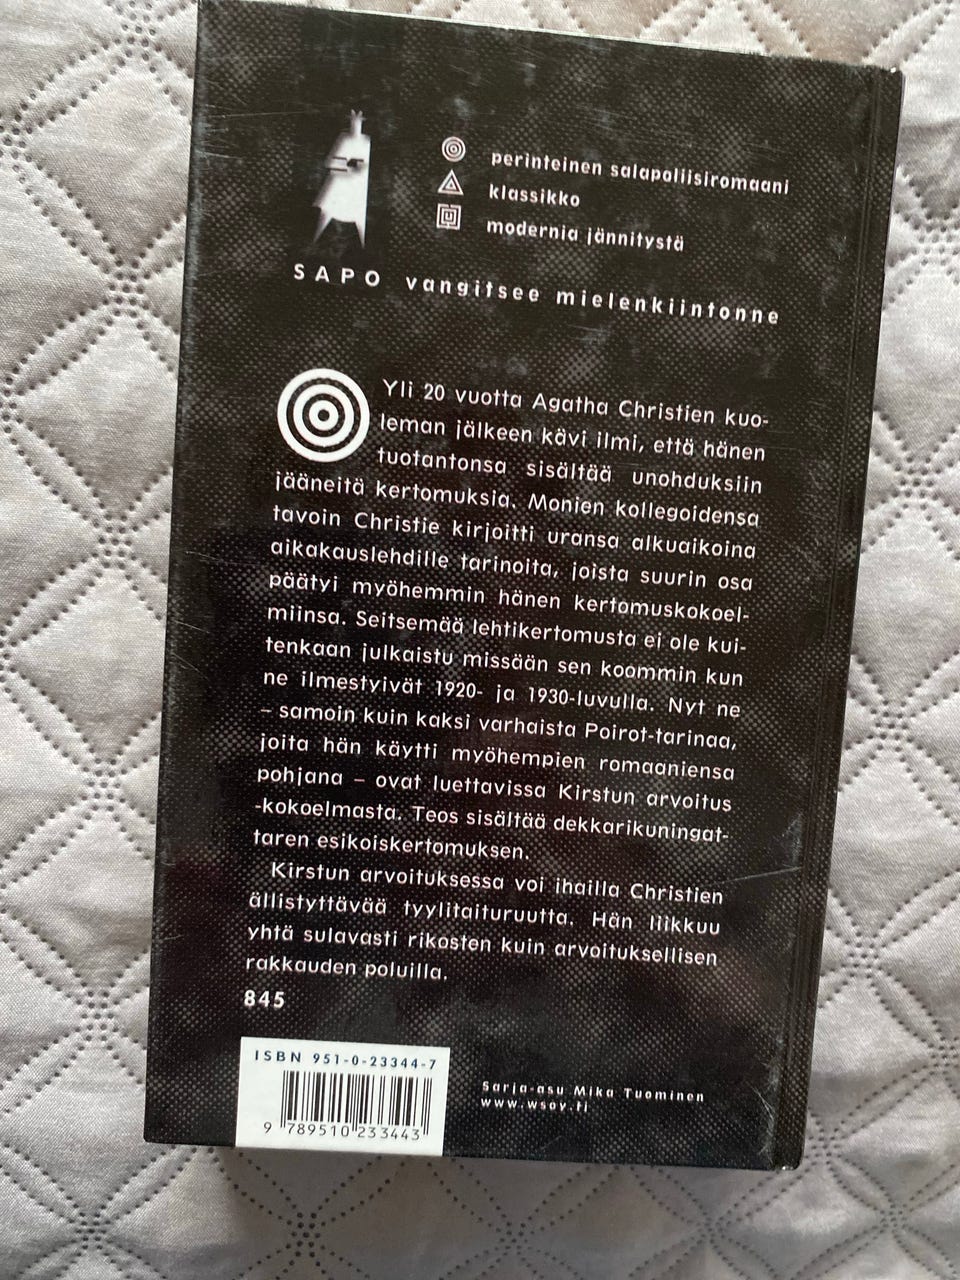 perinteinen salapoliisiromaani
klassikko
modernia jännitystä
SAPO vangitsee mielenkiintonne
Yli 20 vuotta Agatha Christien kuo-
leman jälkeen kävi ilmi, että hänen
tuotantonsa sisältää unohduksiin
jääneitä kertomuksia. Monien kollegoidensa
tavoin Christie kirjoitti uransa alkuaikoina
aikakauslehdille tarinoita, joista suurin osa
päätyi myöhemmin hänen kertomuskokoel-
miinsa. Seitsemää lehtikertomusta ei ole kui-
tenkaan julkaistu missään sen koommin kun
ne ilmestyivät 1920- ja 1930-luvulla. Nyt ne
– samoin kuin kaksi varhaista Poirot-tarinaa,
joita hän käytti myöhempien romaaniensa
pohjana – ovat luettavissa Kirstun arvoitus
-kokoelmasta. Teos sisältää dekkarikuningat-
taren esikoiskertomuksen.
Kirstun arvoituksessa voi ihailla Christien
ällistyttävää tyylitaituruutta. Hän liikkuu
yhtä sulavasti rikosten kuin arvoituksellisen
rakkauden poluilla.
845
ISBN 951-0-23344-7
9 789510 233443
Sarja-asu Mika Tuominen
www.wsoy.fi